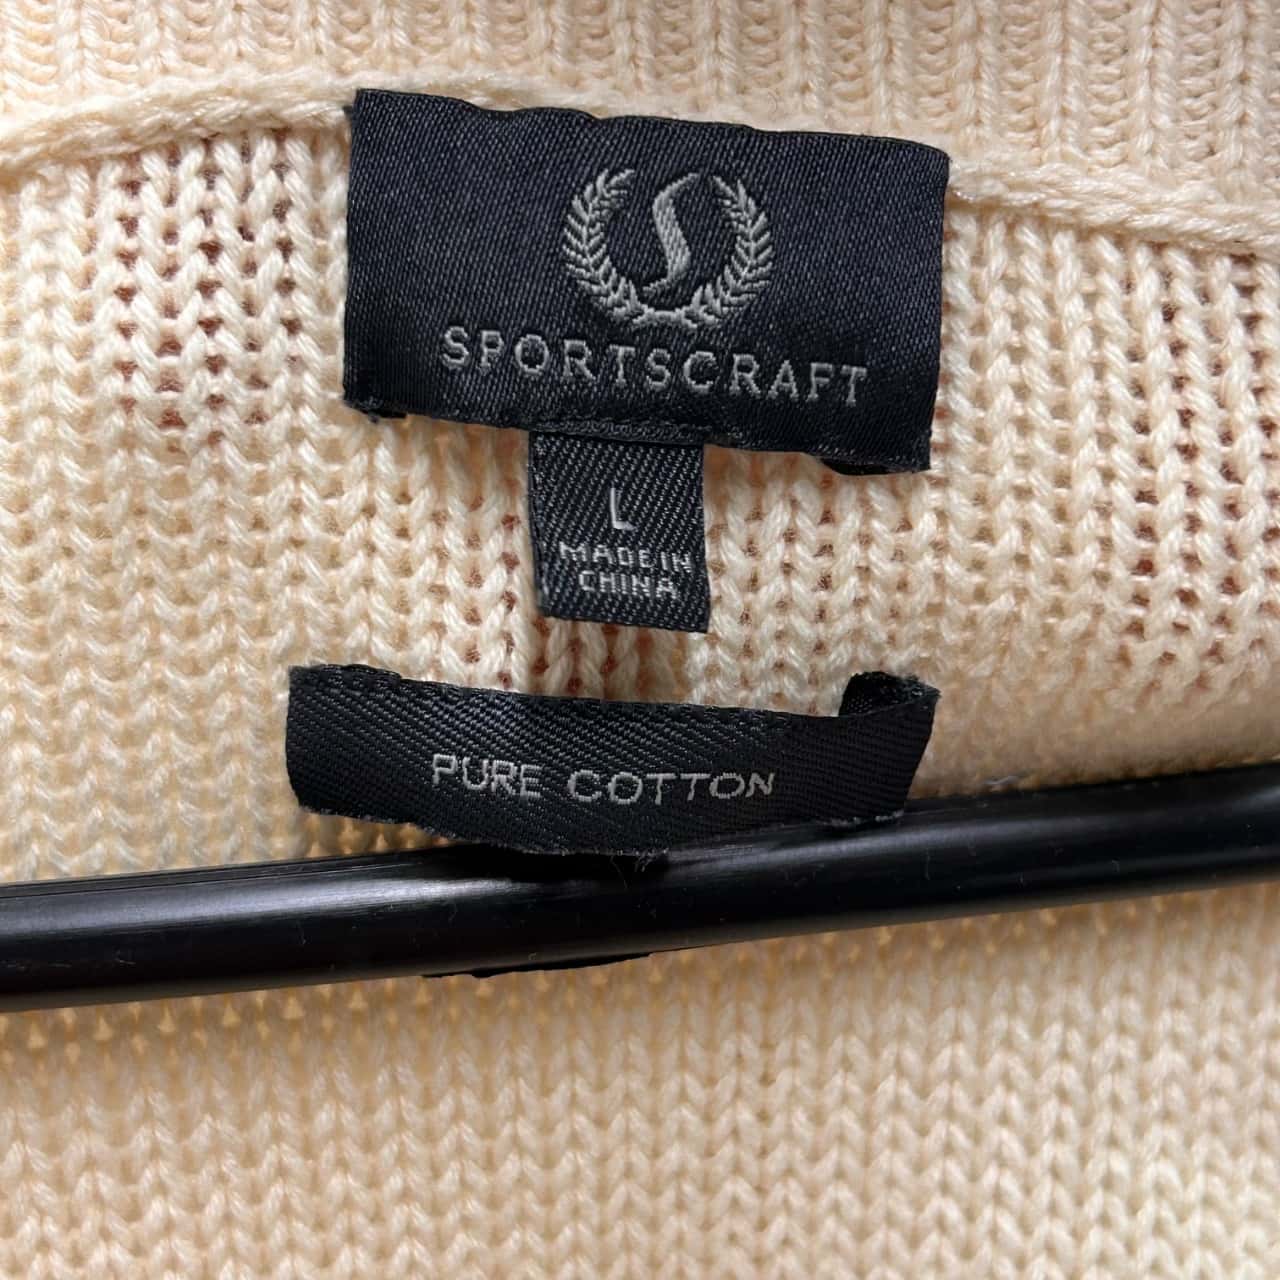 S
SPORTSCRAFT
L
MADE IN
CHINA
PURE COTTON